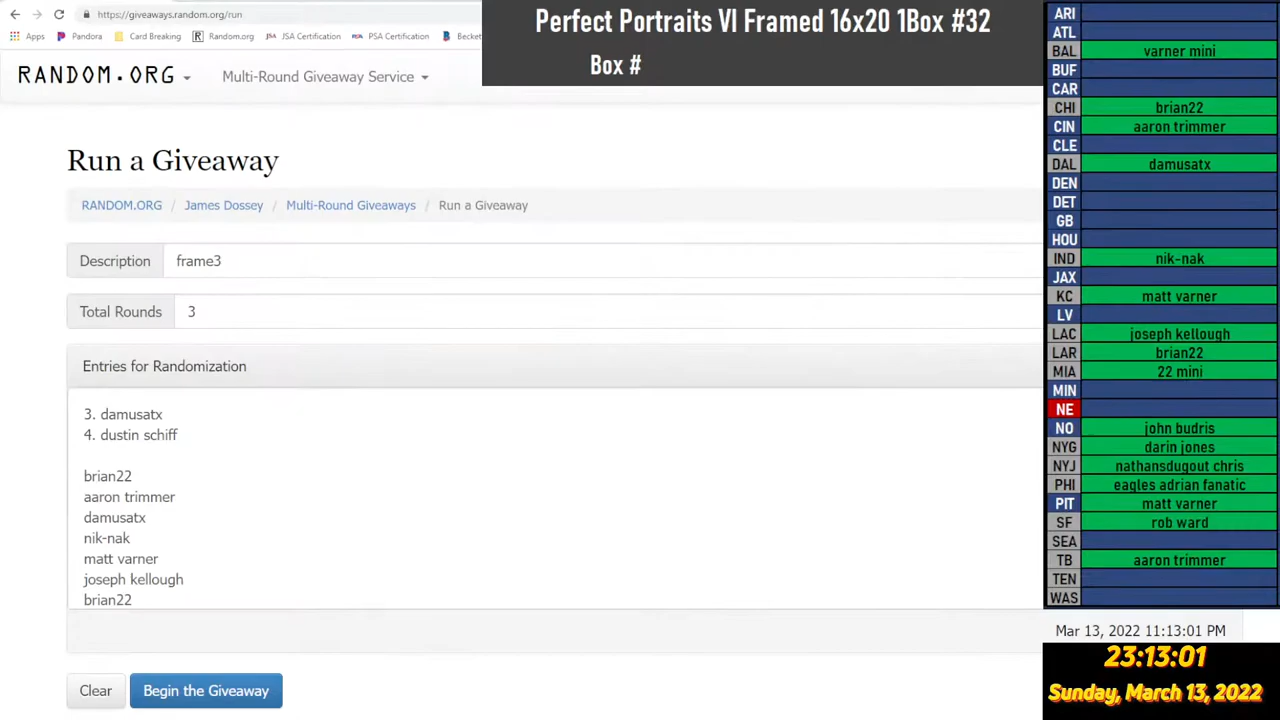 https://giveaways.random.org/run
Perfect Portraits VI Framed 16x20 1Box #32
Box #
Apps
Pandora
Card Breaking
Random.org
JSA Certification
PSA Certification
Becket
RANDOM.ORG
Multi-Round Giveaway Service
Run a Giveaway
RANDOM.ORG / James Dossey / Multi-Round Giveaways / Run a Giveaway
Description frame3
Total Rounds 3
Entries for Randomization
3. damusatx
4. dustin schiff
brian22
aaron trimmer
damusatx
nik-nak
matt varner
joseph kellough
brian22
Clear
Begin the Giveaway
ARI
ATL
BAL varner mini
BUF
CAR
CHI brian22
CIN aaron trimmer
CLE
DAL damusatx
DEN
DET
GB
HOU
IND nik-nak
JAX
KC matt varner
LV
LAC joseph kellough
LAR brian22
MIA 22 mini
MIN
NE
NO john budris
NYG darin jones
NYJ nathansdugout chris
PHI eagles adrian fanatic
PIT matt varner
SF rob ward
SEA
TB aaron trimmer
TEN
WAS
Mar 13, 2022 11:13:01 PM
23:13:01
Sunday, March 13, 2022